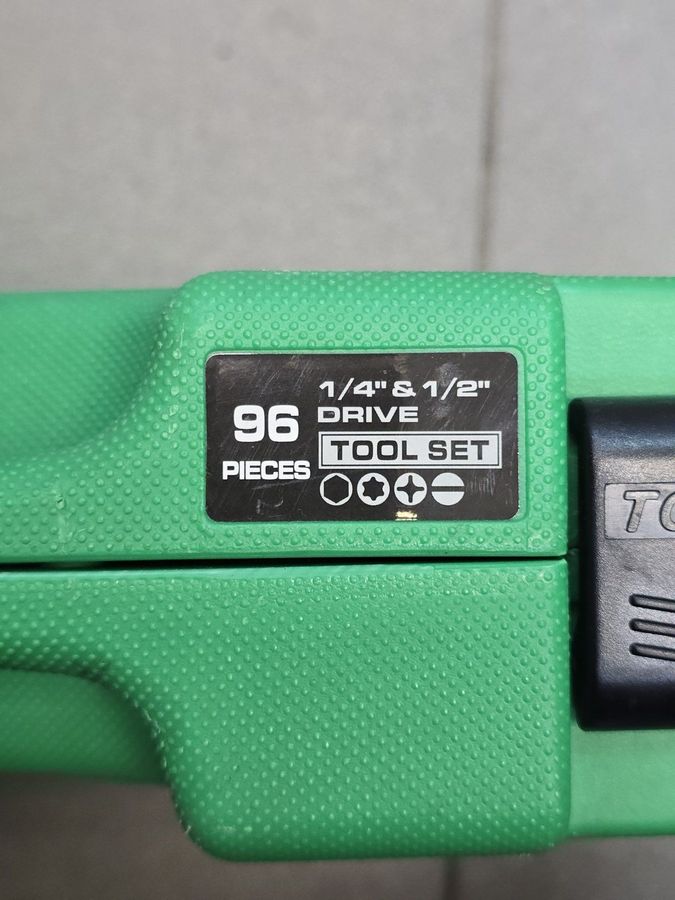 96
PIECES
1/4" & 1/2"
DRIVE
TOOL SET